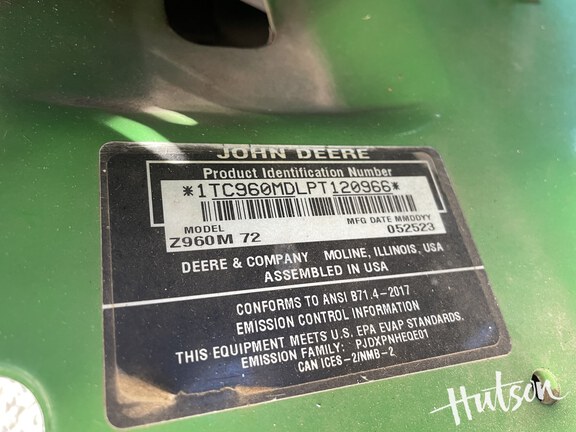 JOHN DEERE
Product Identification Number
*1TC960MDLPT120966*
MODEL MFG DATE MMDDYY
Z960M 72 052523
DEERE & COMPANY MOLINE, ILLINOIS, USA
ASSEMBLED IN USA
CONFORMS TO ANSI B71.4-2017
EMISSION CONTROL INFORMATION
THIS EQUIPMENT MEETS U.S. EPA EVAP STANDARDS.
EMISSION FAMILY: PJDXPNHEQE01
CAN ICES-2/NMB-2
Hutson